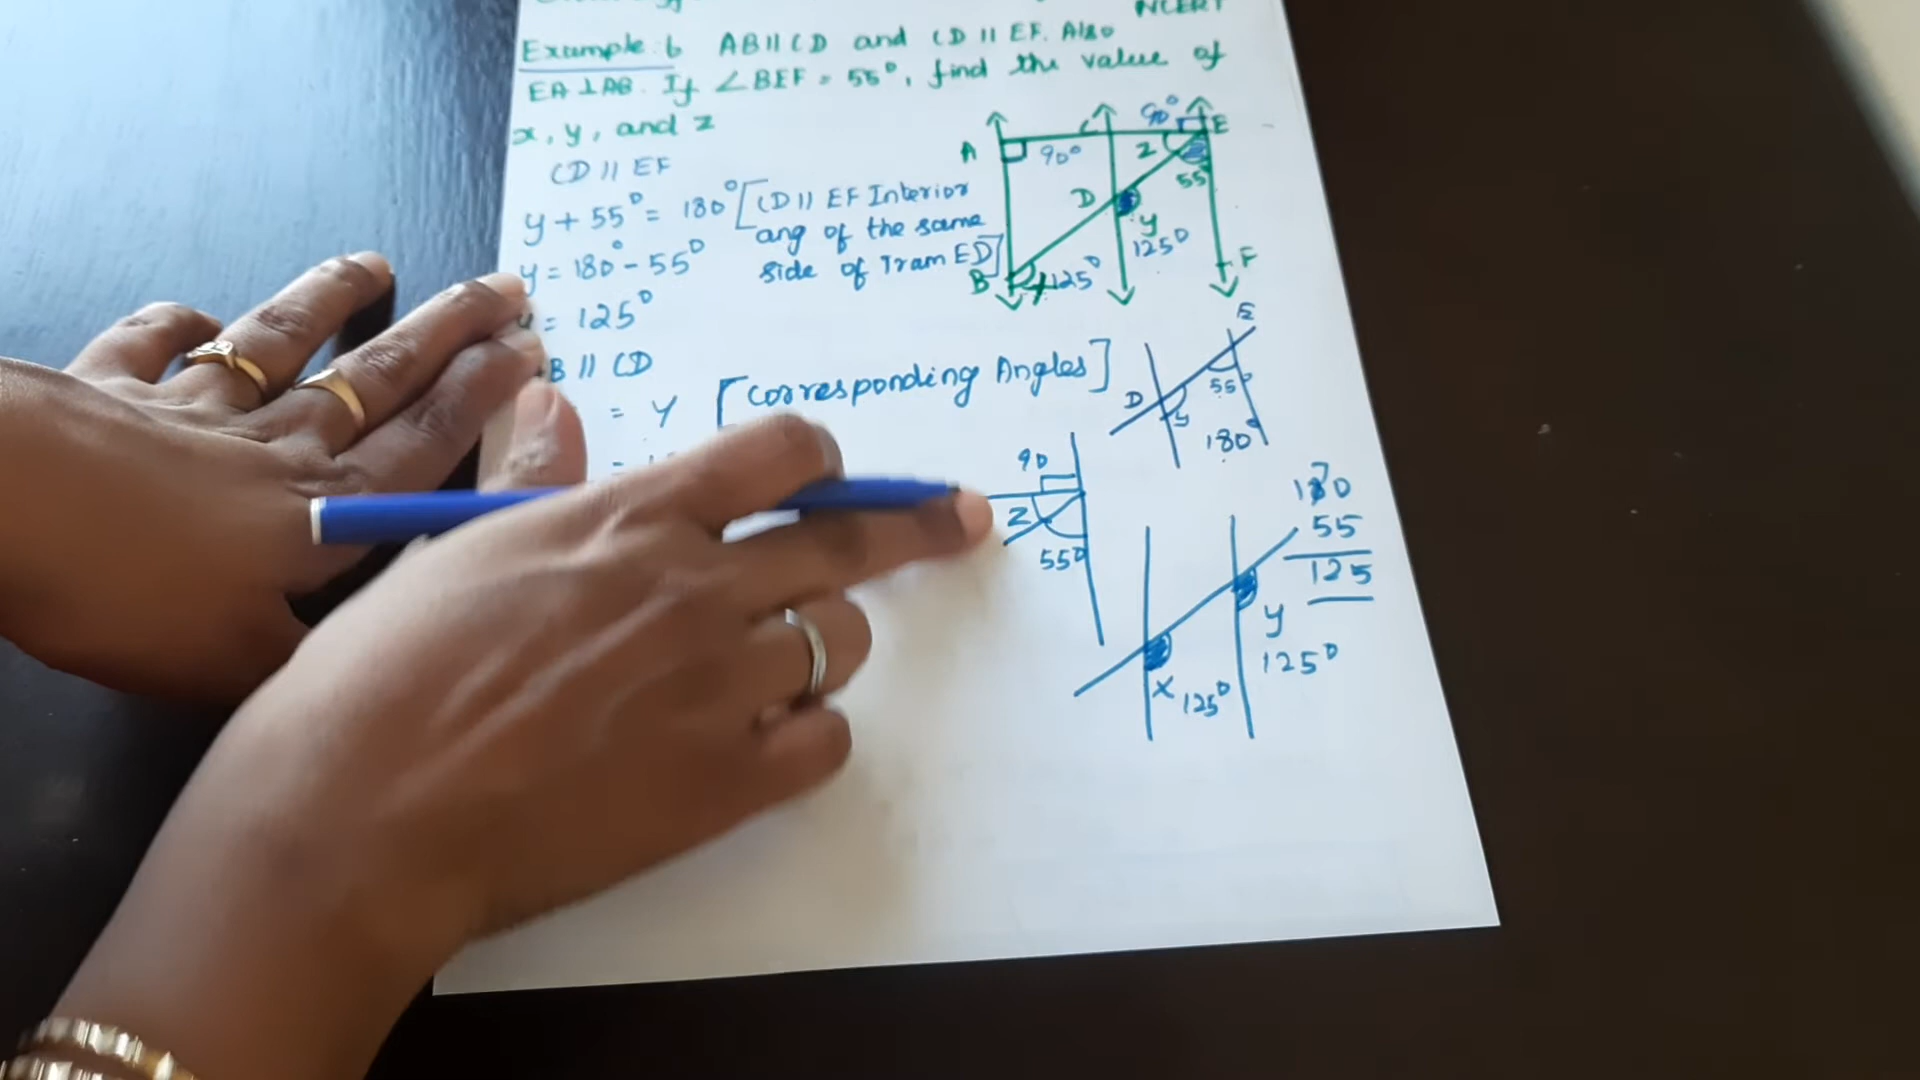 NCERT
Example: 6 AB || CD and CD || EF. Also
EA ⊥ AB. If ∠BEF = 55°, find the value of
x, y, and z
CD || EF
y + 55° = 180° [CD || EF Interior
ang of the same
side of Tram ED]
y = 180° - 55°
y = 125°
B || CD
= Y [Corresponding Angles]
A 90° C 90° E
Z 55
D y
125°
B x 125° F
E
D 55°
y 180°
90
Z
55°
180
55
125
y
125°
X 125°